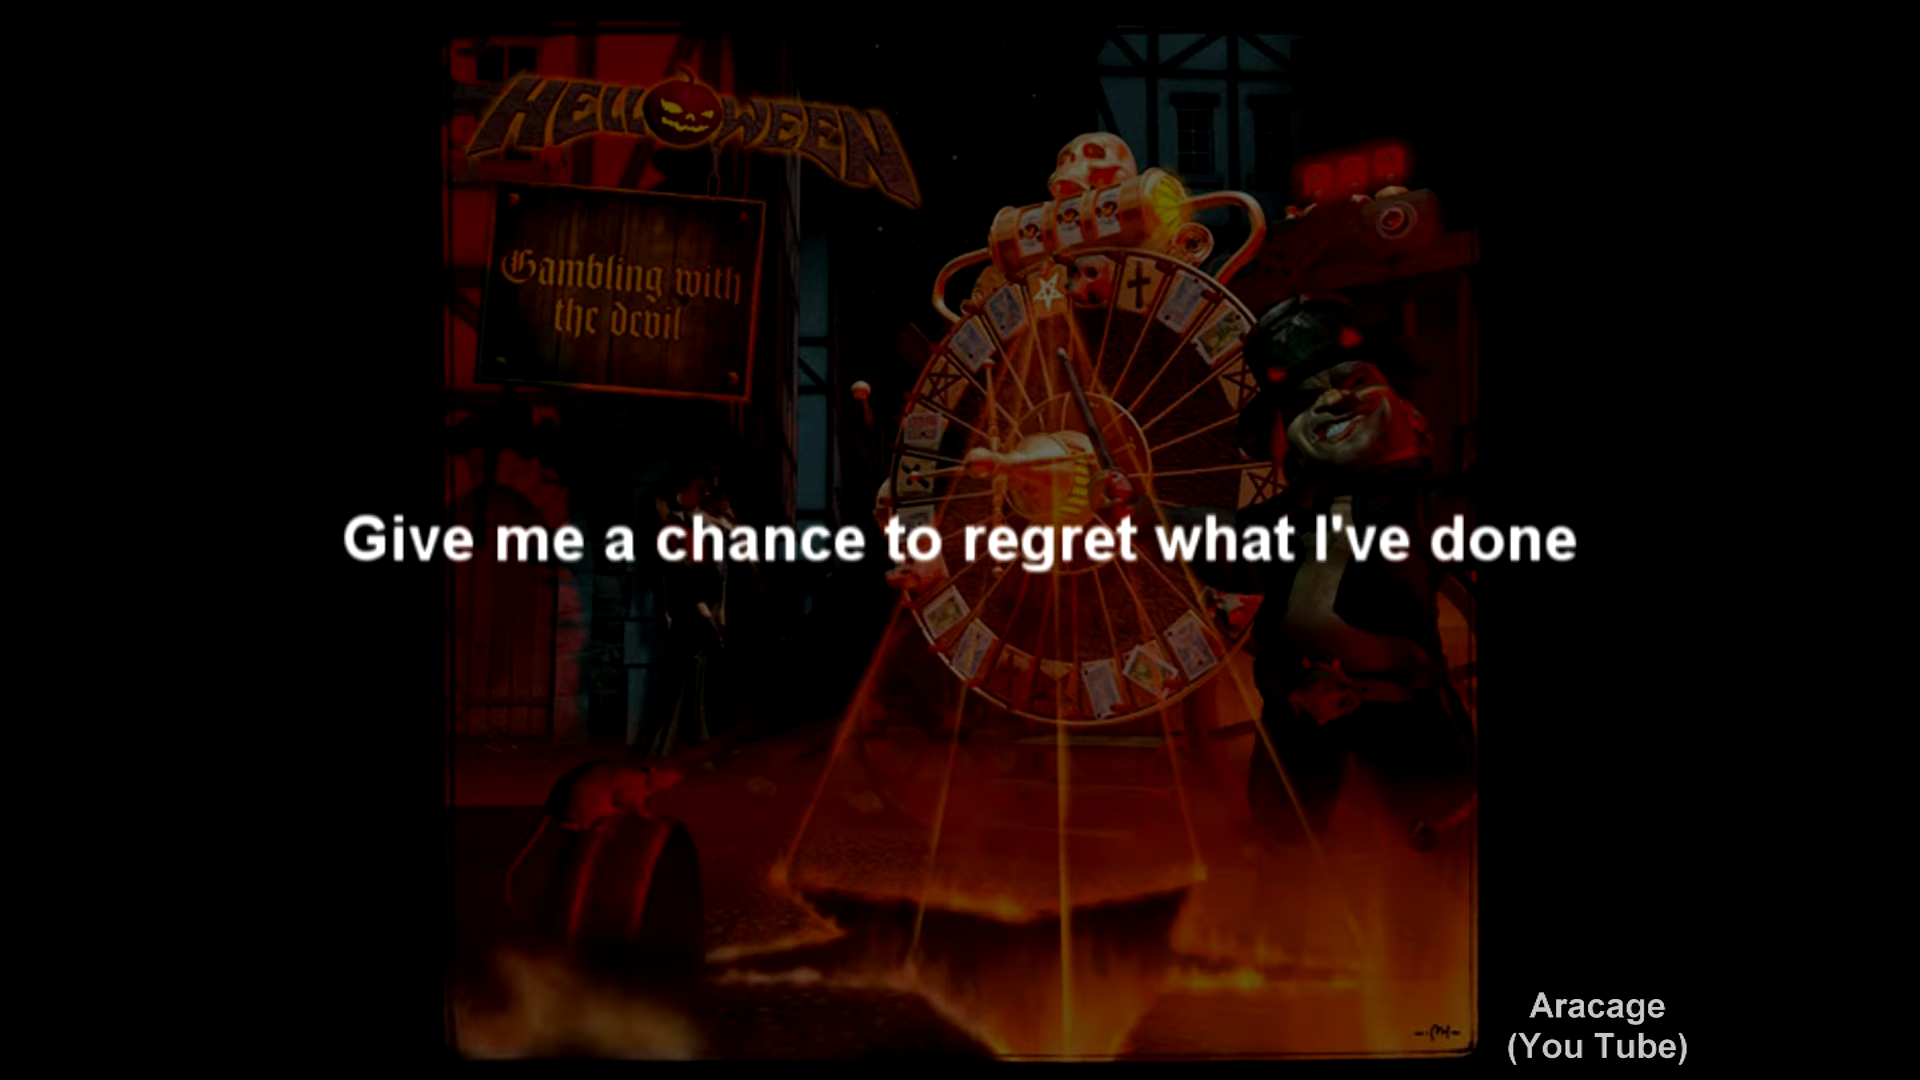 HELLOWEEN
Gambling with
the devil
Give me a chance to regret what I've done
Aracage
(You Tube)